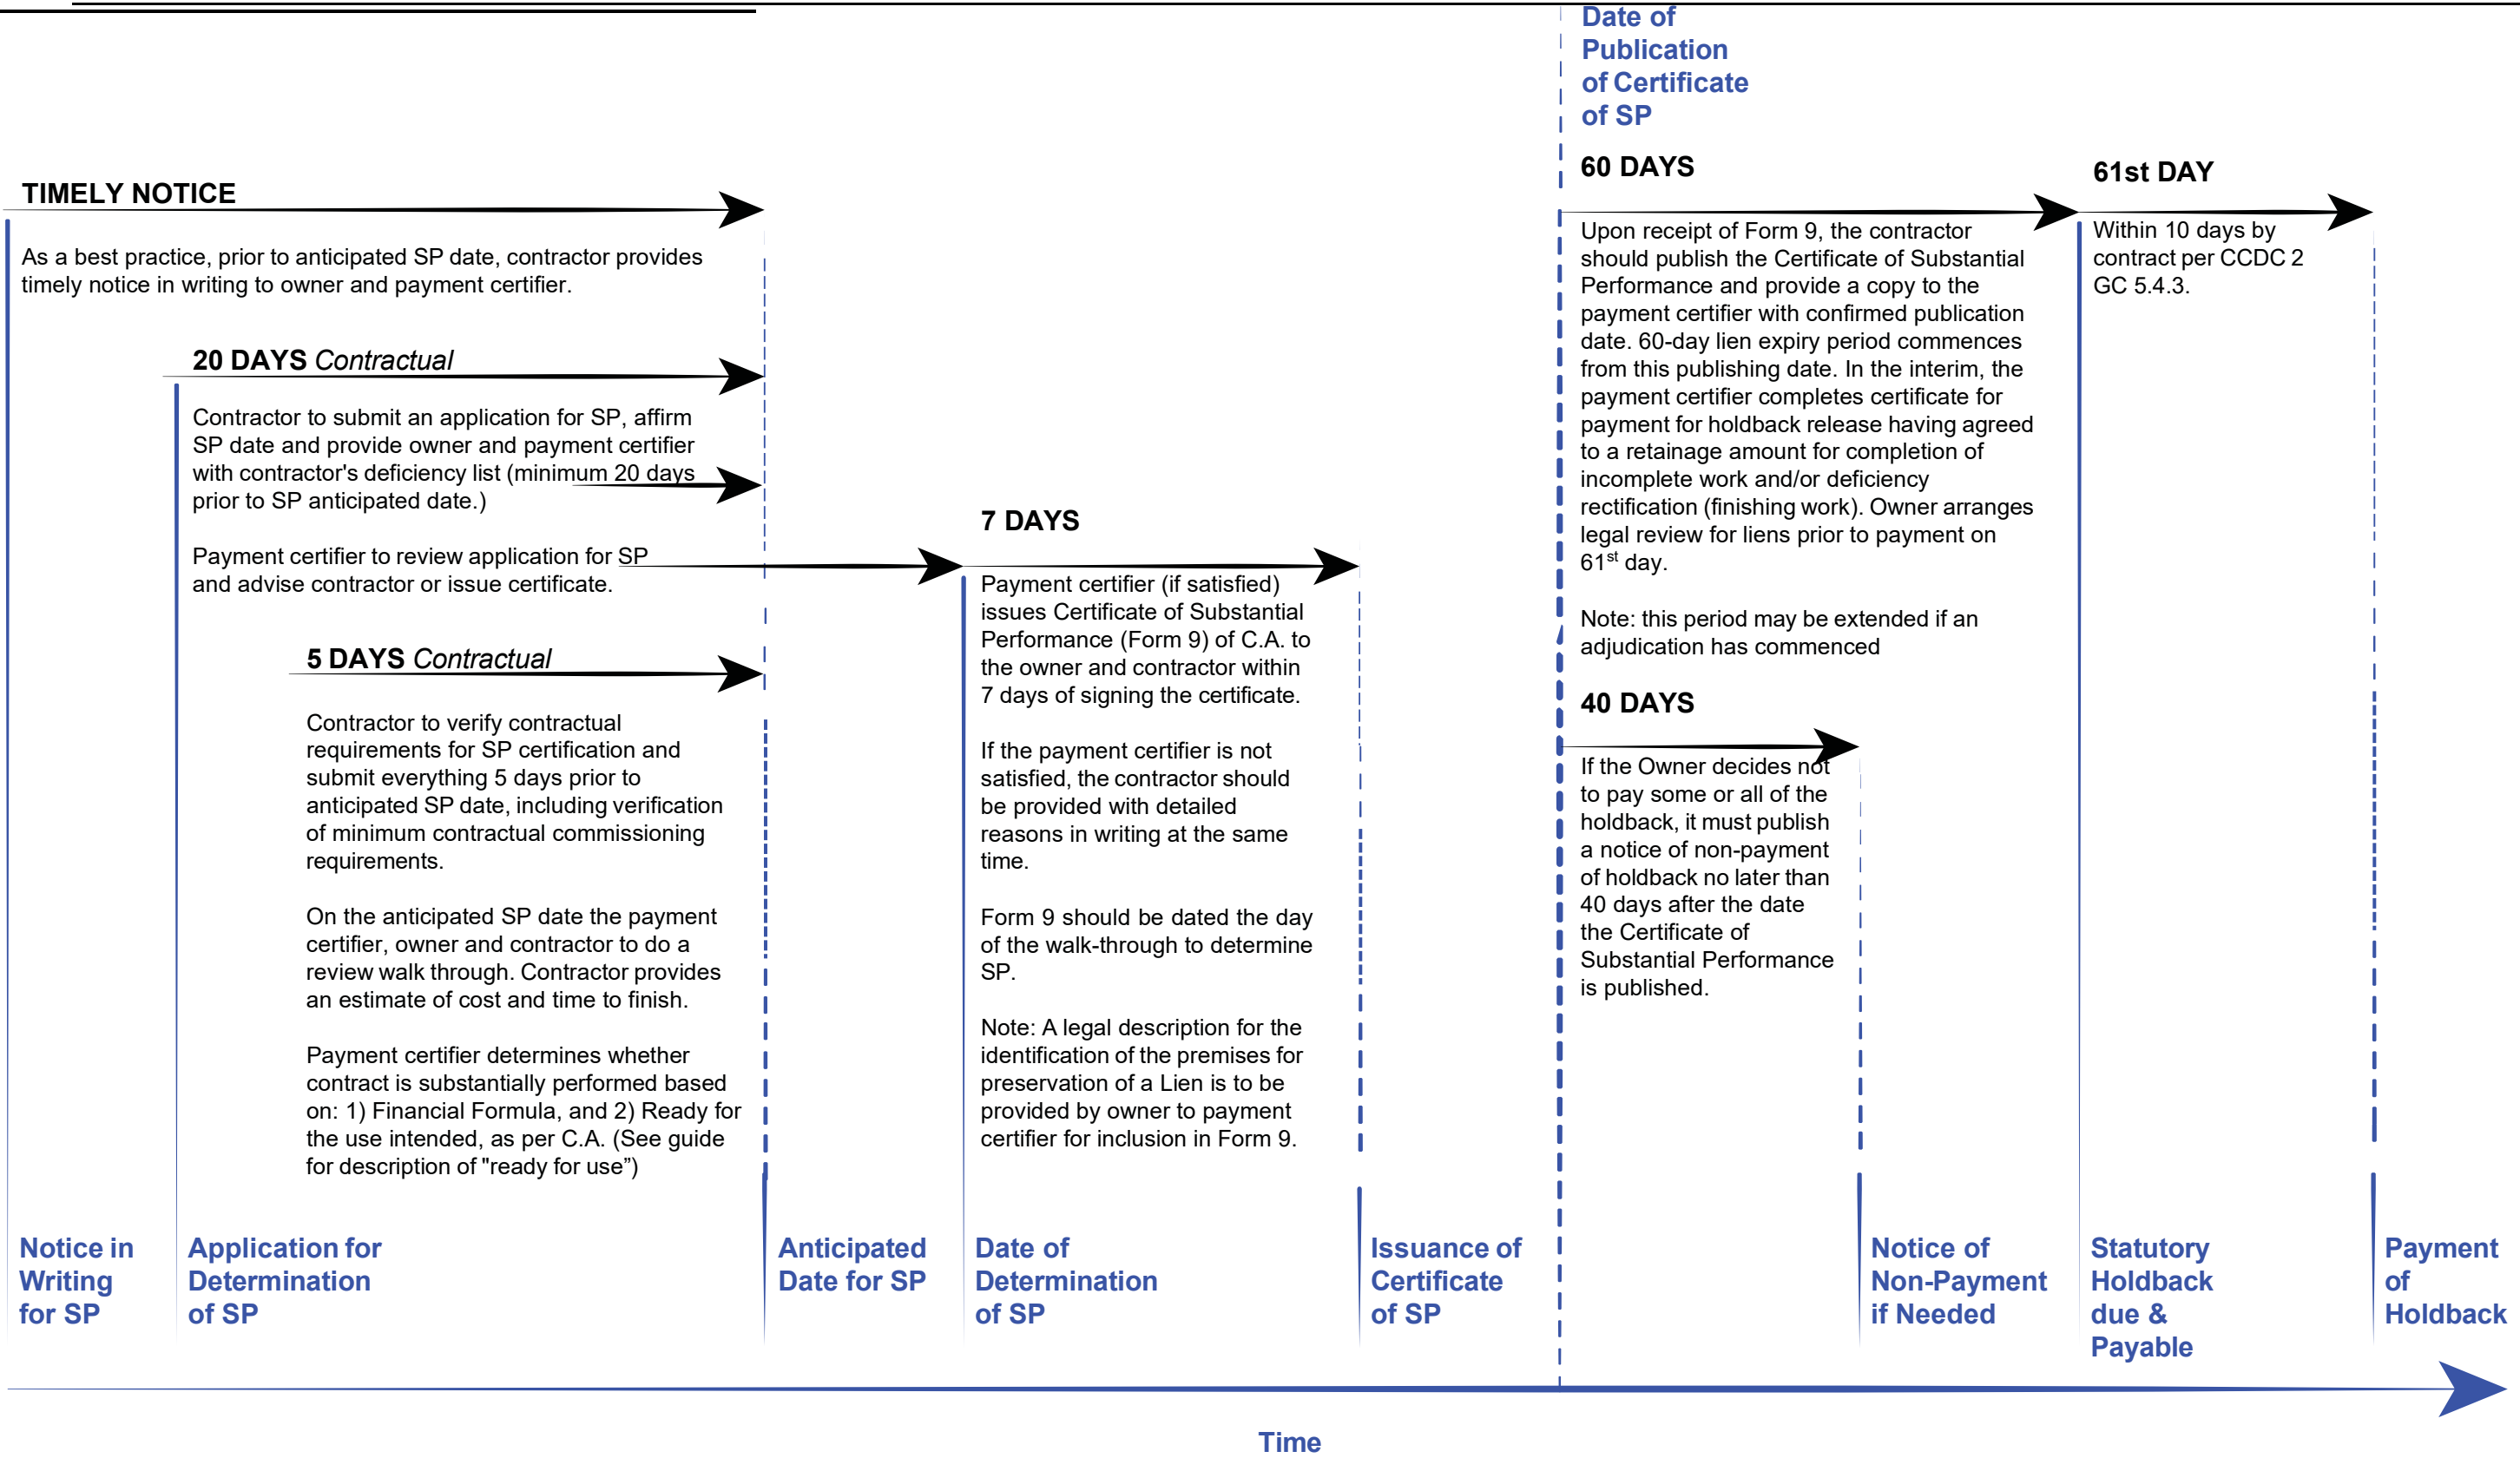 Date of
Publication
of Certificate
of SP
TIMELY NOTICE
As a best practice, prior to anticipated SP date, contractor provides
timely notice in writing to owner and payment certifier.
20 DAYS Contractual
Contractor to submit an application for SP, affirm
SP date and provide owner and payment certifier
with contractor's deficiency list (minimum 20 days
prior to SP anticipated date.)
Payment certifier to review application for SP
and advise contractor or issue certificate.
5 DAYS Contractual
Contractor to verify contractual
requirements for SP certification and
submit everything 5 days prior to
anticipated SP date, including verification
of minimum contractual commissioning
requirements.
On the anticipated SP date the payment
certifier, owner and contractor to do a
review walk through. Contractor provides
an estimate of cost and time to finish.
Payment certifier determines whether
contract is substantially performed based
on: 1) Financial Formula, and 2) Ready for
the use intended, as per C.A. (See guide
for description of "ready for use”)
7 DAYS
Payment certifier (if satisfied)
issues Certificate of Substantial
Performance (Form 9) of C.A. to
the owner and contractor within
7 days of signing the certificate.
If the payment certifier is not
satisfied, the contractor should
be provided with detailed
reasons in writing at the same
time.
Form 9 should be dated the day
of the walk-through to determine
SP.
Note: A legal description for the
identification of the premises for
preservation of a Lien is to be
provided by owner to payment
certifier for inclusion in Form 9.
60 DAYS
Upon receipt of Form 9, the contractor
should publish the Certificate of Substantial
Performance and provide a copy to the
payment certifier with confirmed publication
date. 60-day lien expiry period commences
from this publishing date. In the interim, the
payment certifier completes certificate for
payment for holdback release having agreed
to a retainage amount for completion of
incomplete work and/or deficiency
rectification (finishing work). Owner arranges
legal review for liens prior to payment on
61st day.
Note: this period may be extended if an
adjudication has commenced
40 DAYS
If the Owner decides not
to pay some or all of the
holdback, it must publish
a notice of non-payment
of holdback no later than
40 days after the date
the Certificate of
Substantial Performance
is published.
61st DAY
Within 10 days by
contract per CCDC 2
GC 5.4.3.
Notice in
Writing
for SP
Application for
Determination
of SP
Anticipated
Date for SP
Date of
Determination
of SP
Issuance of
Certificate
of SP
Notice of
Non-Payment
if Needed
Statutory
Holdback
due &
Payable
Payment
of
Holdback
Time